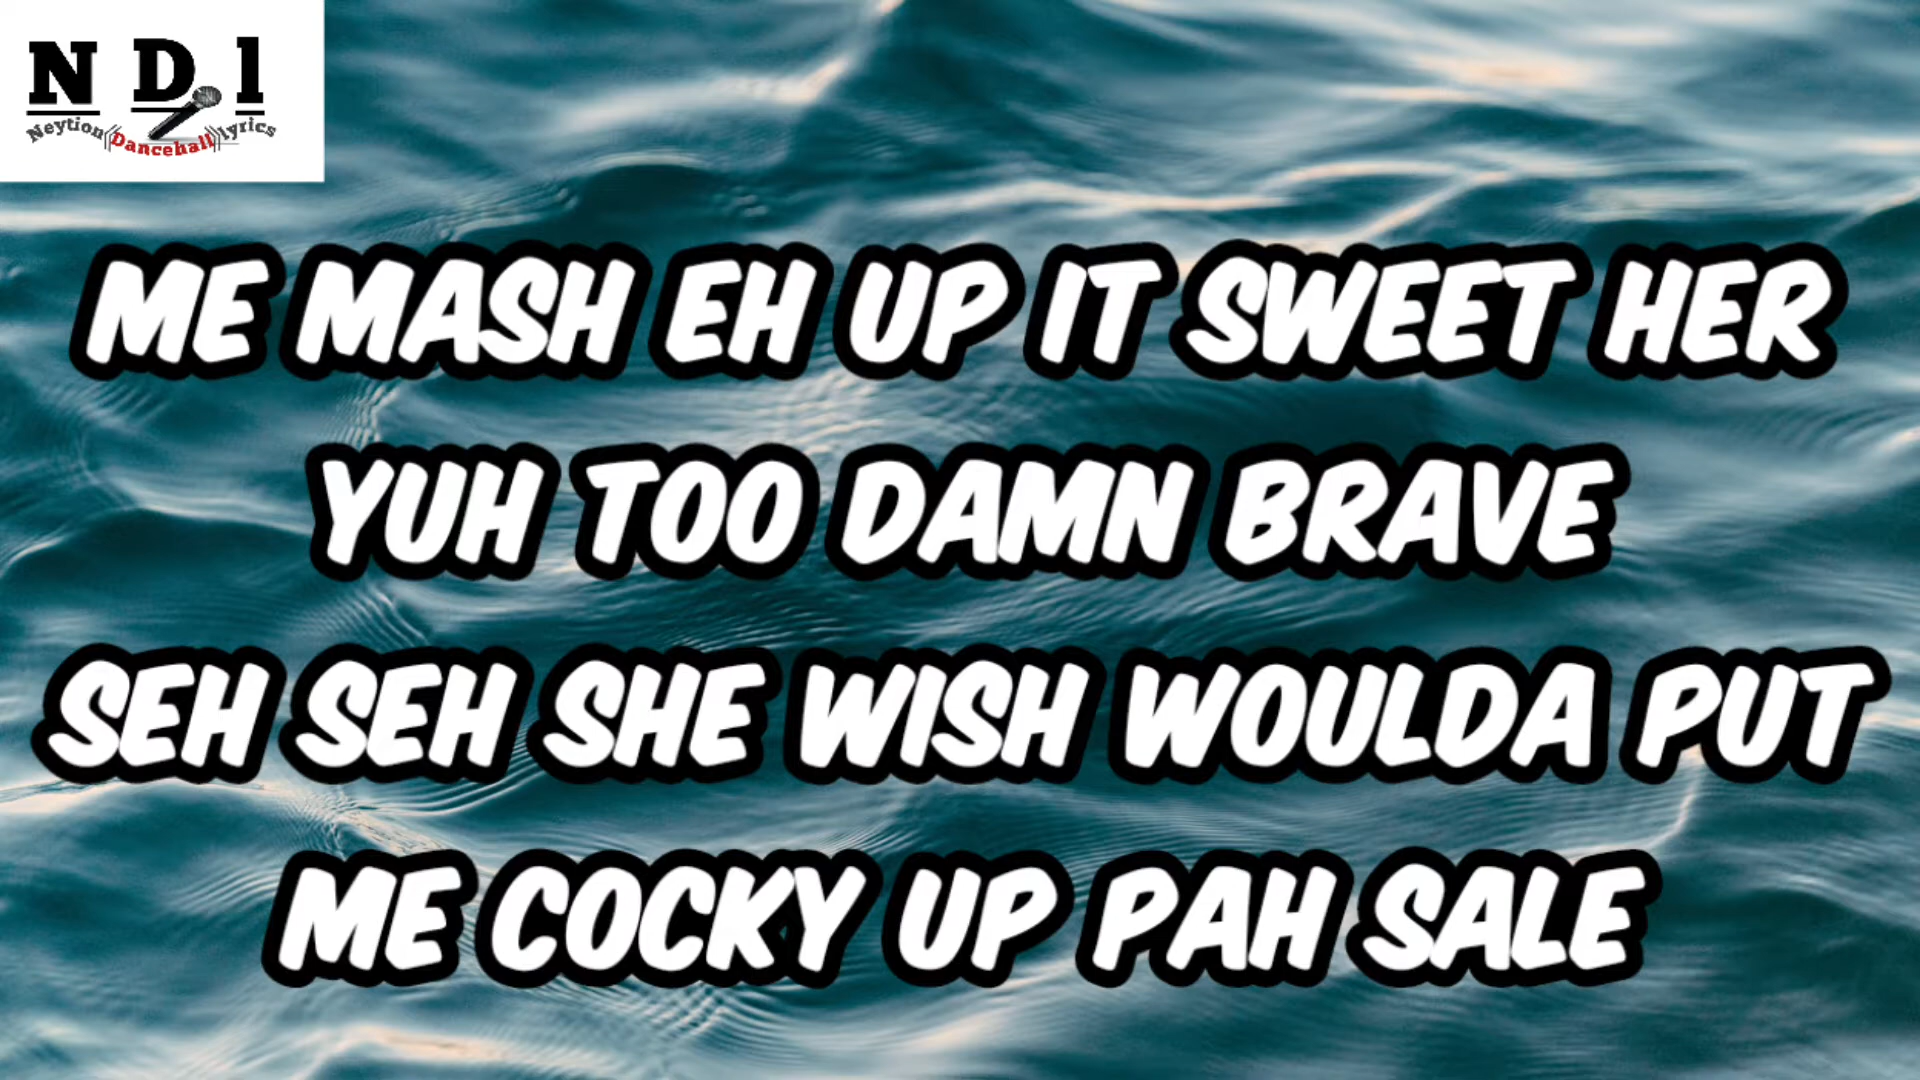 N D l
Neytion Dancehall lyrics
ME MASH EH UP IT SWEET HER
YUH TOO DAMN BRAVE
SEH SEH SHE WISH WOULDA PUT
ME COCKY UP PAH SALE